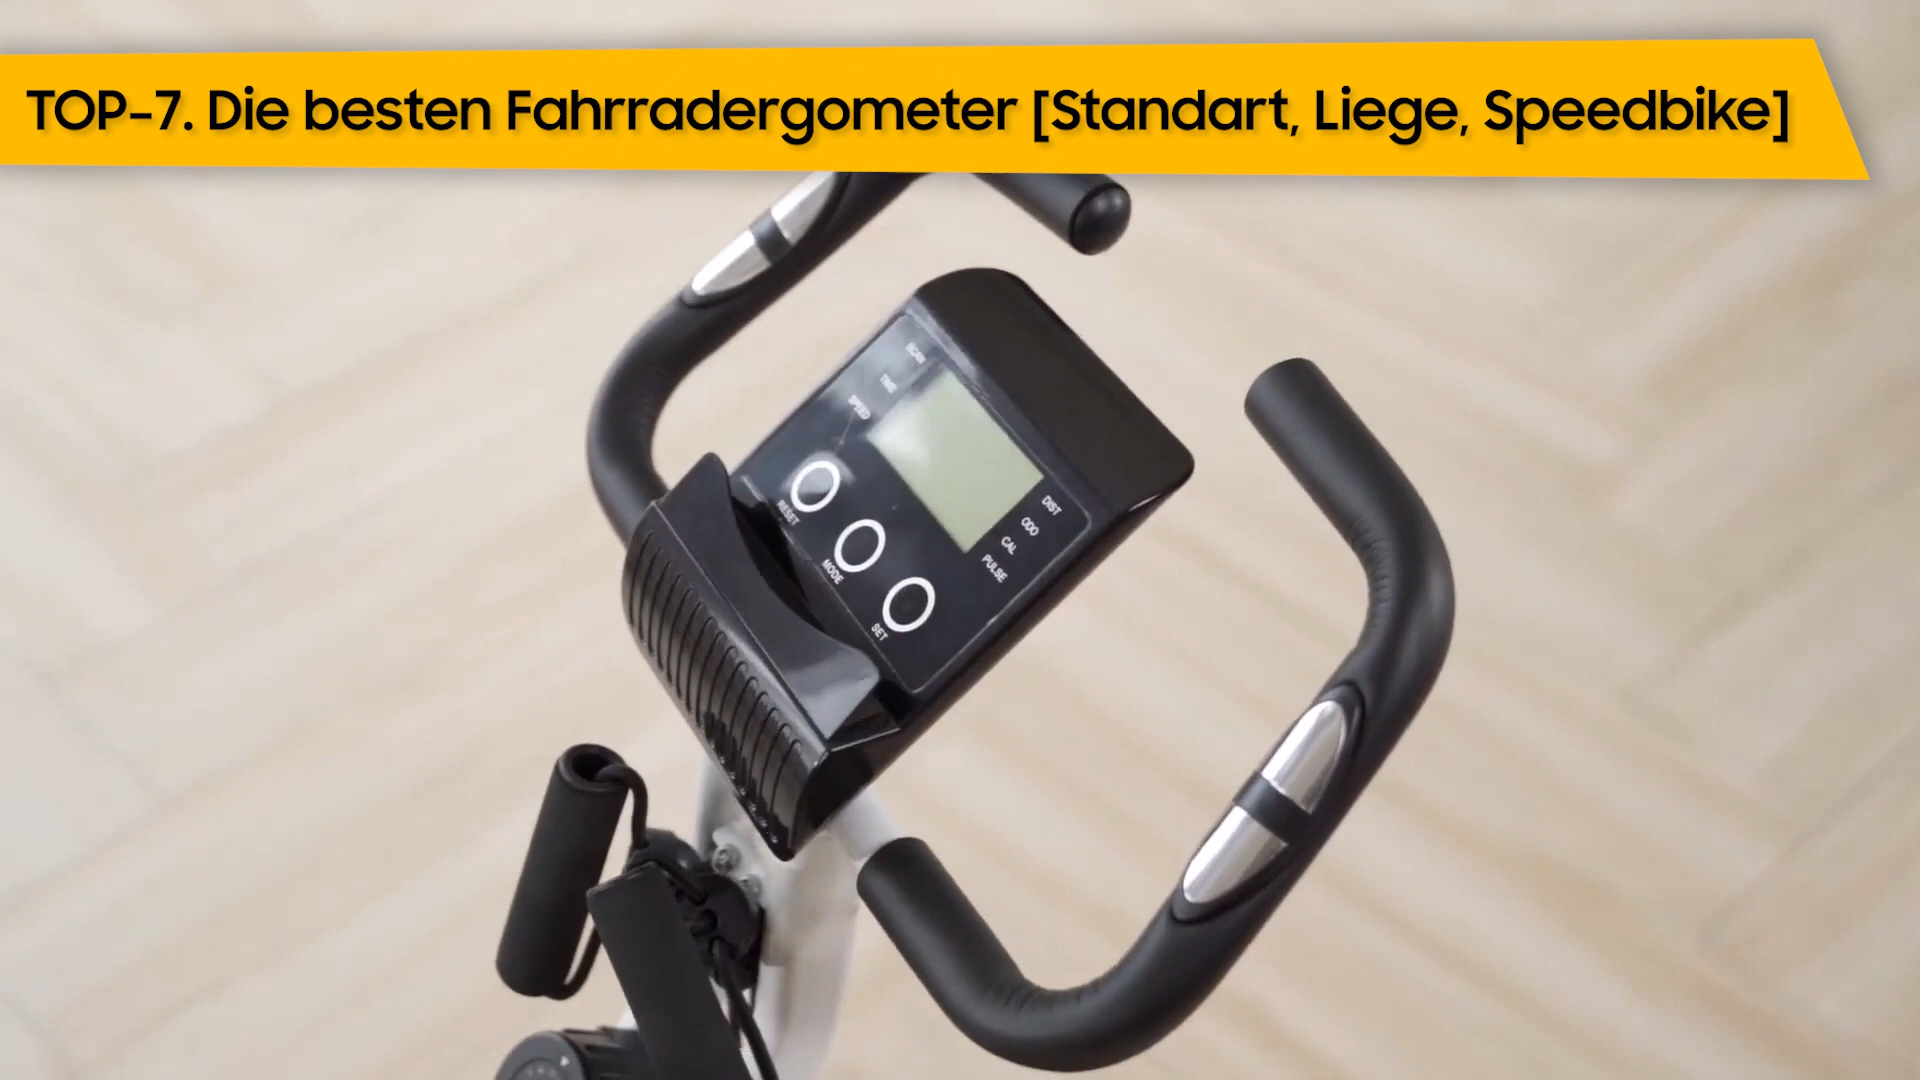 TOP-7. Die besten Fahrradergometer [Standart, Liege, Speedbike]
SCAN
TIME
SPEED
RESET
MODE
SET
DIST
ODO
CAL
PULSE